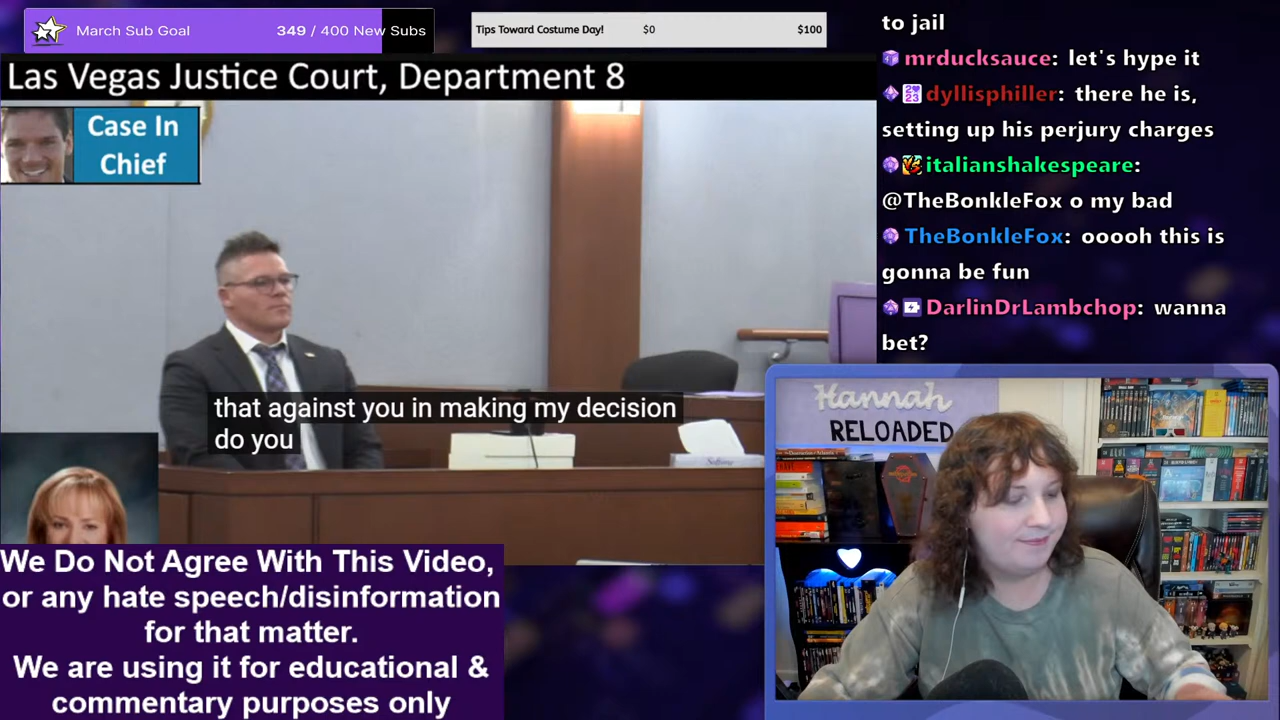 March Sub Goal
349 / 400 New Subs
Tips Toward Costume Day!
$0
$100
Las Vegas Justice Court, Department 8
Case In
Chief
that against you in making my decision
do you
We Do Not Agree With This Video,
or any hate speech/disinformation
for that matter.
We are using it for educational &
commentary purposes only
to jail
mrducksauce: let's hype it
dyllisphiller: there he is,
setting up his perjury charges
italianshakespeare:
@TheBonkleFox o my bad
TheBonkleFox: ooooh this is
gonna be fun
DarlinDrLambchop: wanna
bet?
Hannah
RELOADED